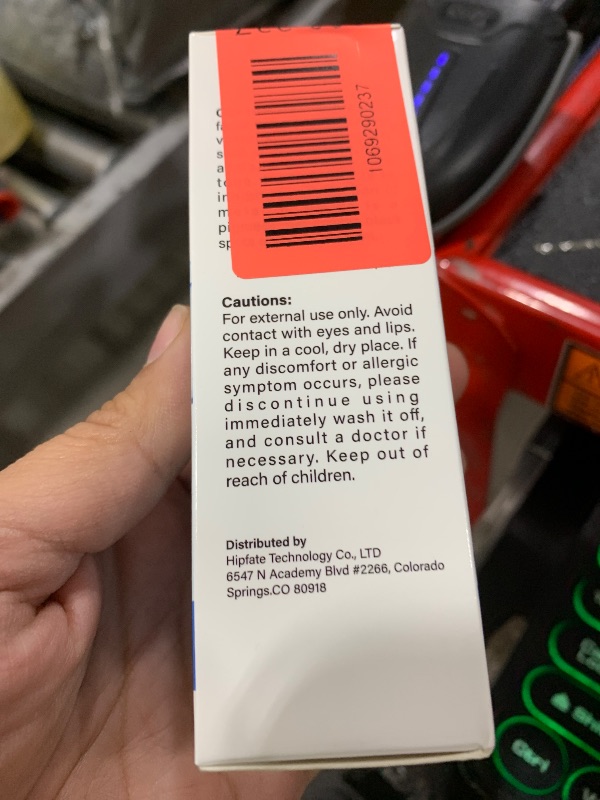 1069290237
Cautions:
For external use only. Avoid
contact with eyes and lips.
Keep in a cool, dry place. If
any discomfort or allergic
symptom occurs, please
discontinue using
immediately wash it off,
and consult a doctor if
necessary. Keep out of
reach of children.
Distributed by
Hipfate Technology Co., LTD
6547 N Academy Blvd #2266, Colorado
Springs.CO 80918
Ctrl